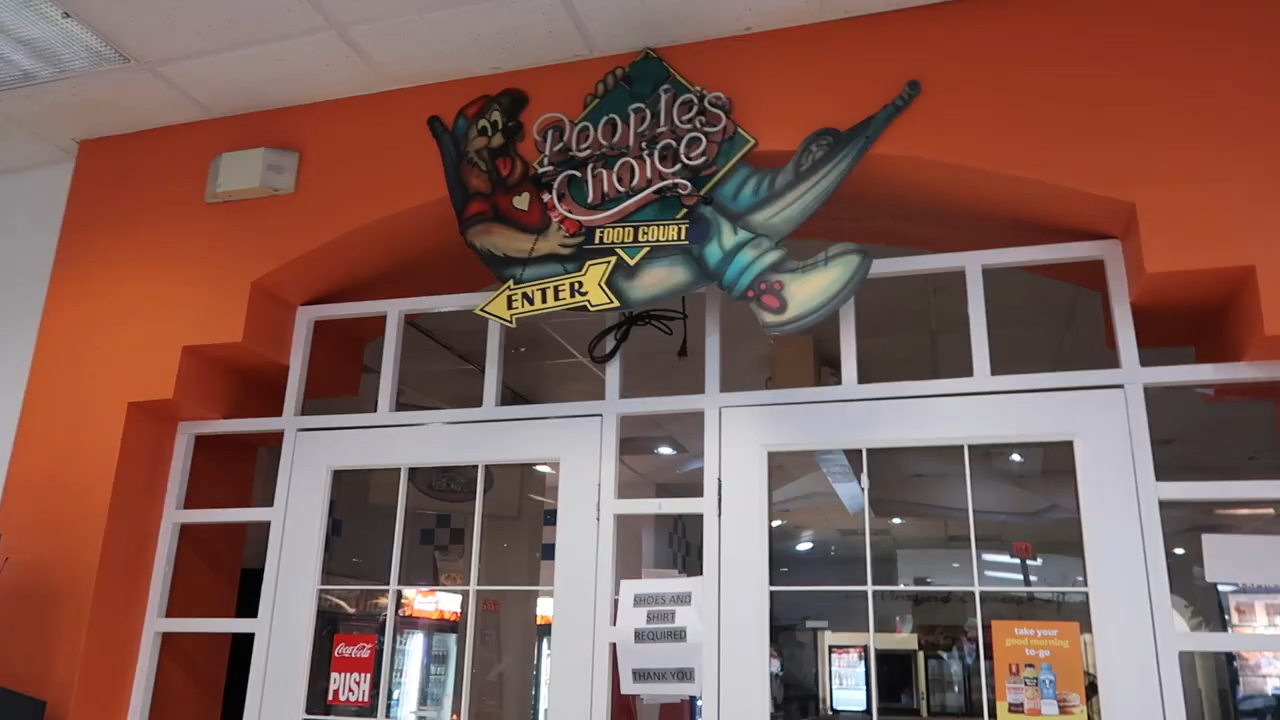 Peoples
Choice
FOOD COURT
ENTER
SHOES AND
SHIRT
REQUIRED
THANK YOU
Coca-Cola
PUSH
take your
good morning
to-go